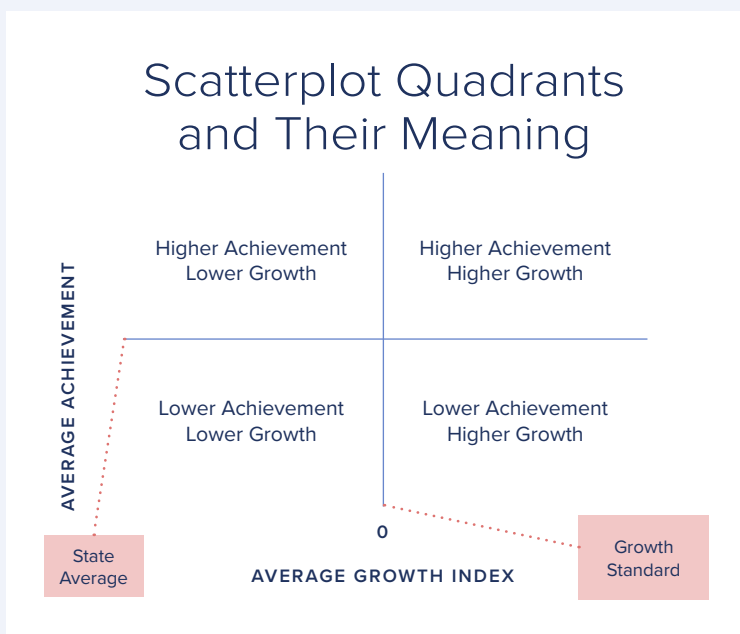 Scatterplot Quadrants
and Their Meaning
Higher Achievement
Lower Growth
Higher Achievement
Higher Growth
AVERAGE ACHIEVEMENT
Lower Achievement
Lower Growth
Lower Achievement
Higher Growth
State
Average
0
Growth
Standard
AVERAGE GROWTH INDEX